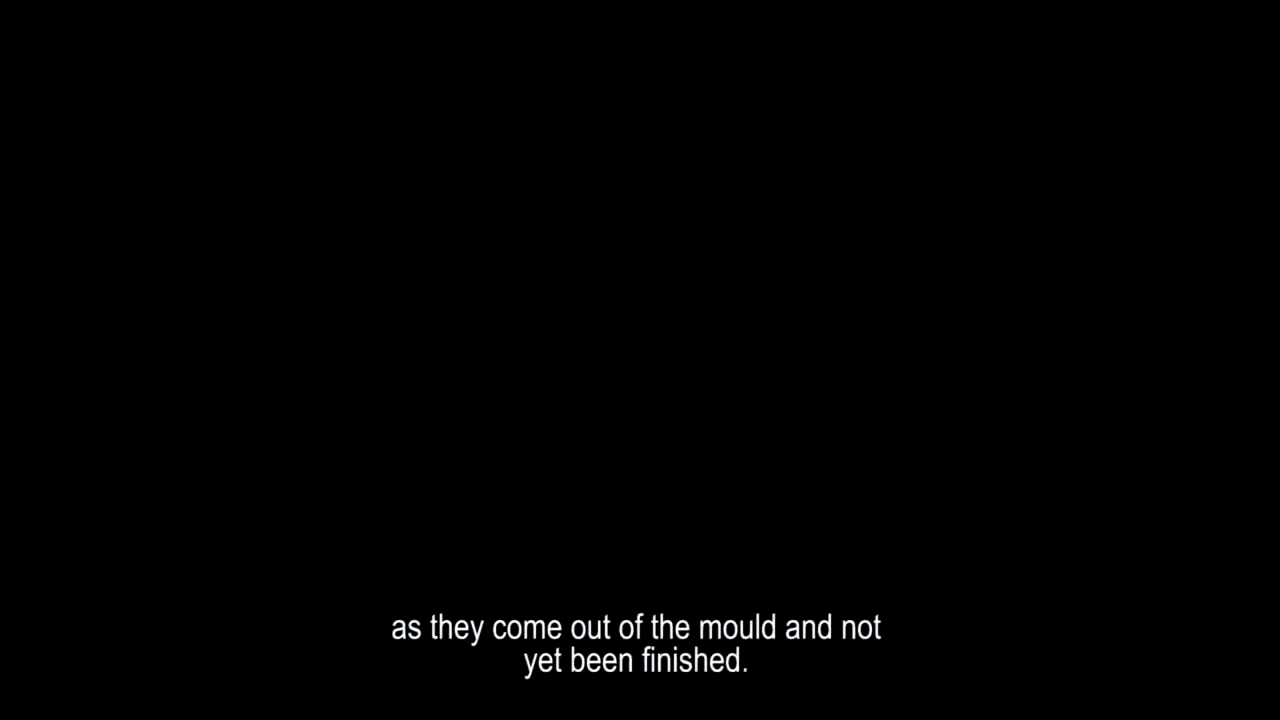 as they come out of the mould and not
yet been finished.